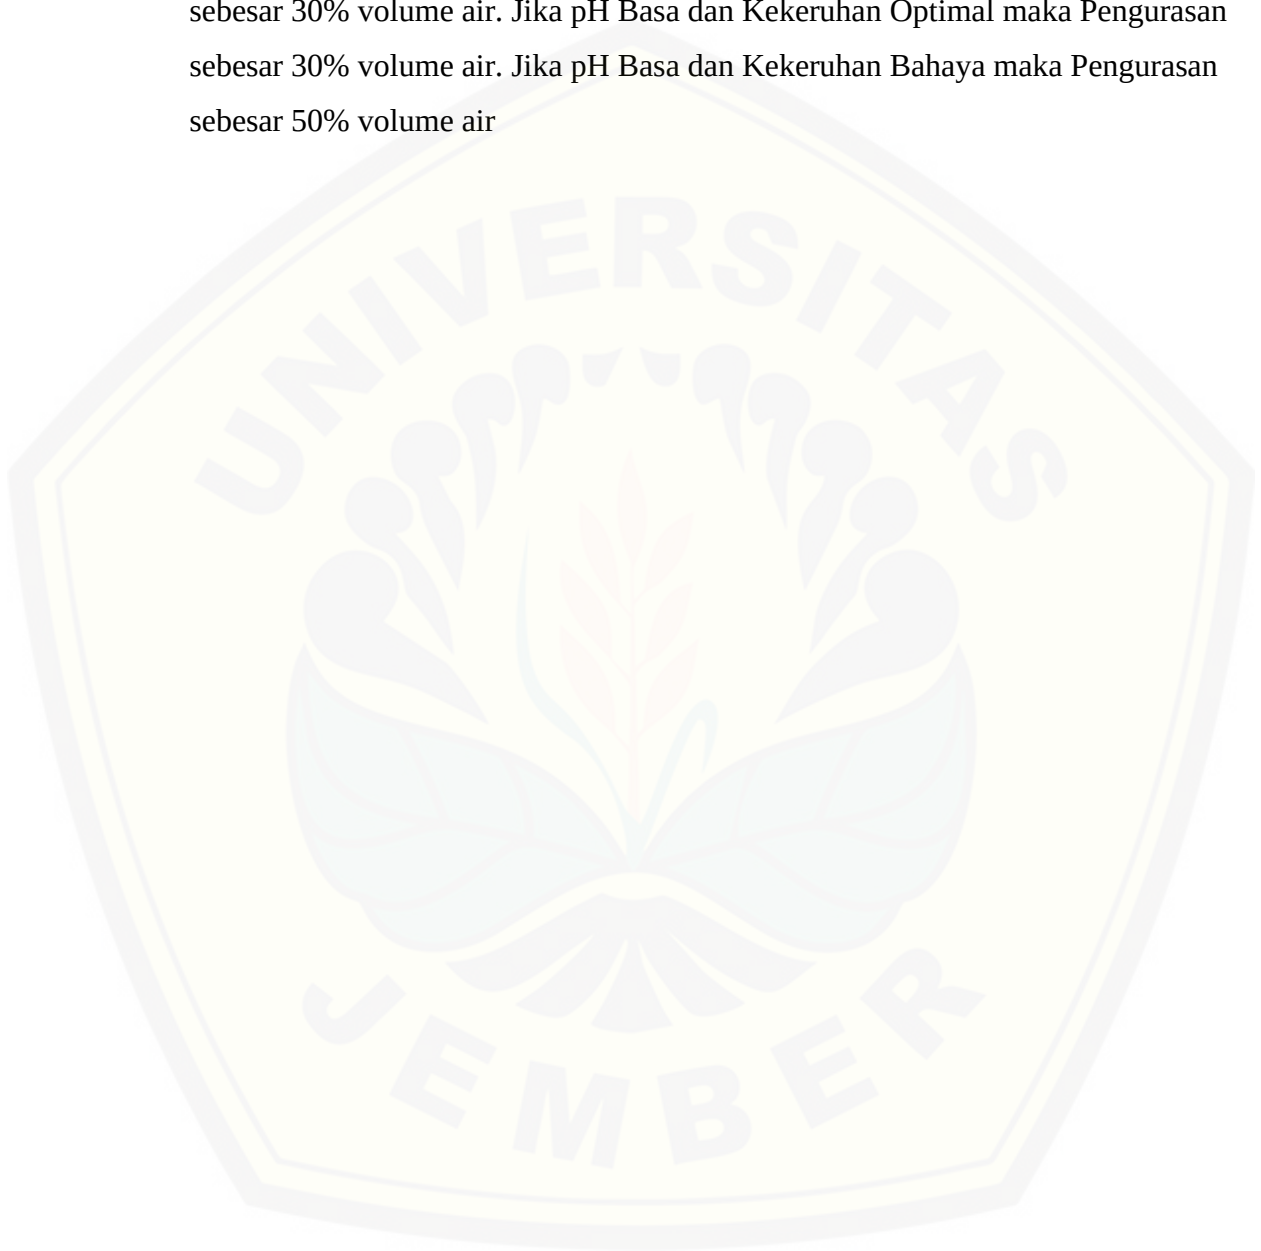 sebesar 30% volume air. Jika pH Basa dan Kekeruhan Optimal maka Pengurasan
sebesar 30% volume air. Jika pH Basa dan Kekeruhan Bahaya maka Pengurasan
sebesar 50% volume air
UNIVERSITAS
JEMBER